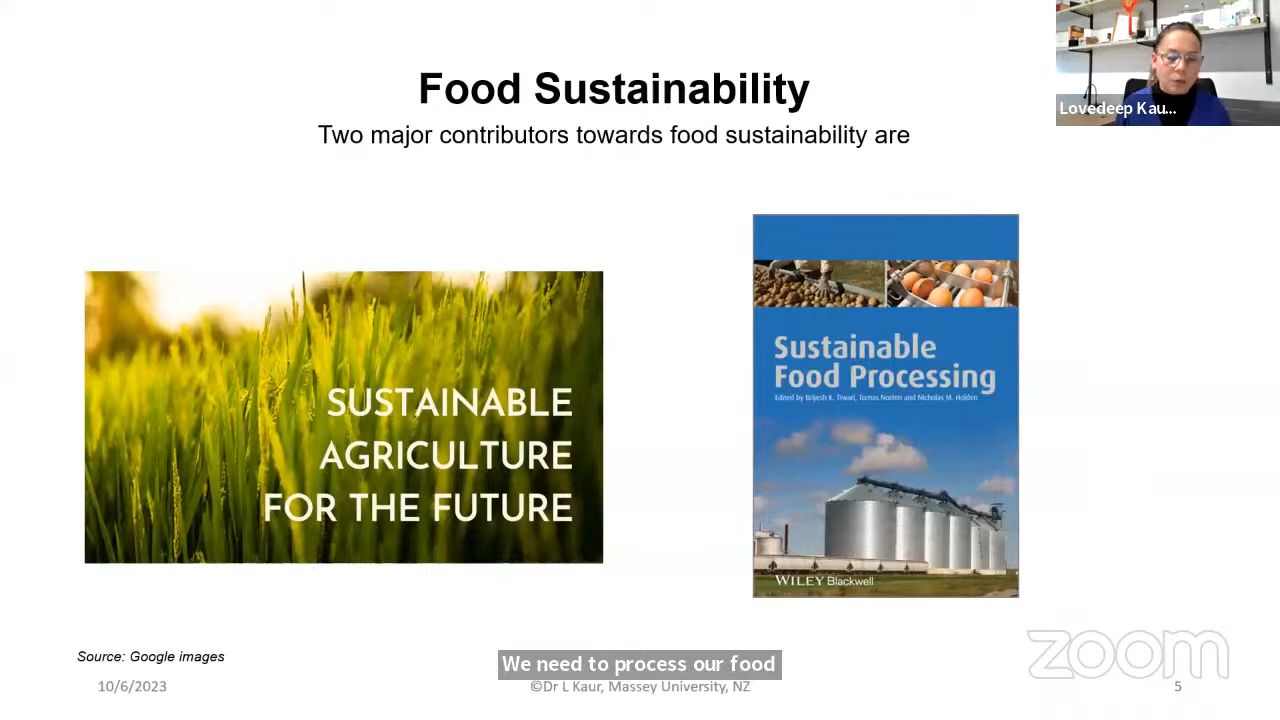 Food Sustainability
Two major contributors towards food sustainability are
Lovedeep Kau...
SUSTAINABLE
AGRICULTURE
FOR THE FUTURE
Sustainable
Food Processing
Edited by Brijesh K. Tiwari, Tomas Norton and Nicholas M. Holden
WILEY Blackwell
Source: Google images
We need to process our food
zoom
10/6/2023
©Dr L Kaur, Massey University, NZ
5